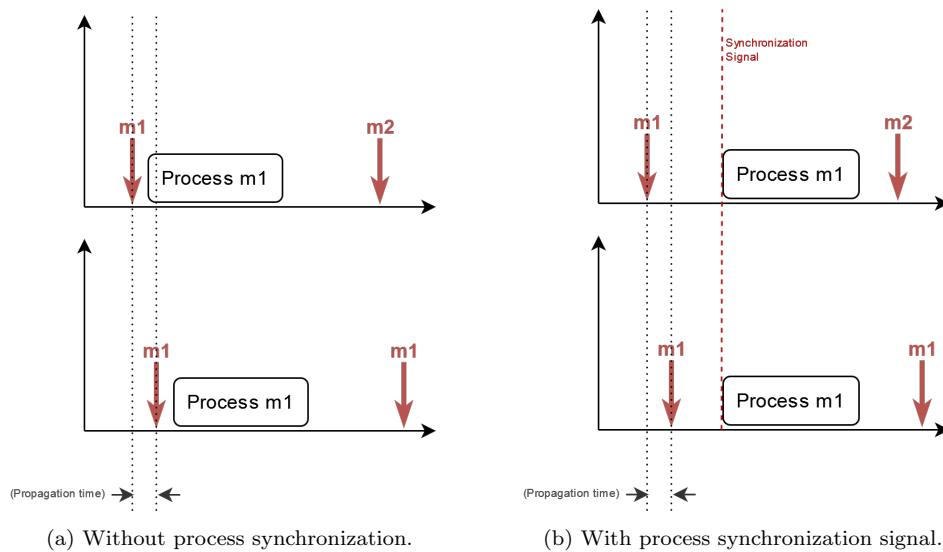 m1
m2
Process m1
m1
m1
Process m1
(Propagation time)
(a) Without process synchronization.
Synchronization
Signal
m1
m2
Process m1
m1
m1
Process m1
(Propagation time)
(b) With process synchronization signal.